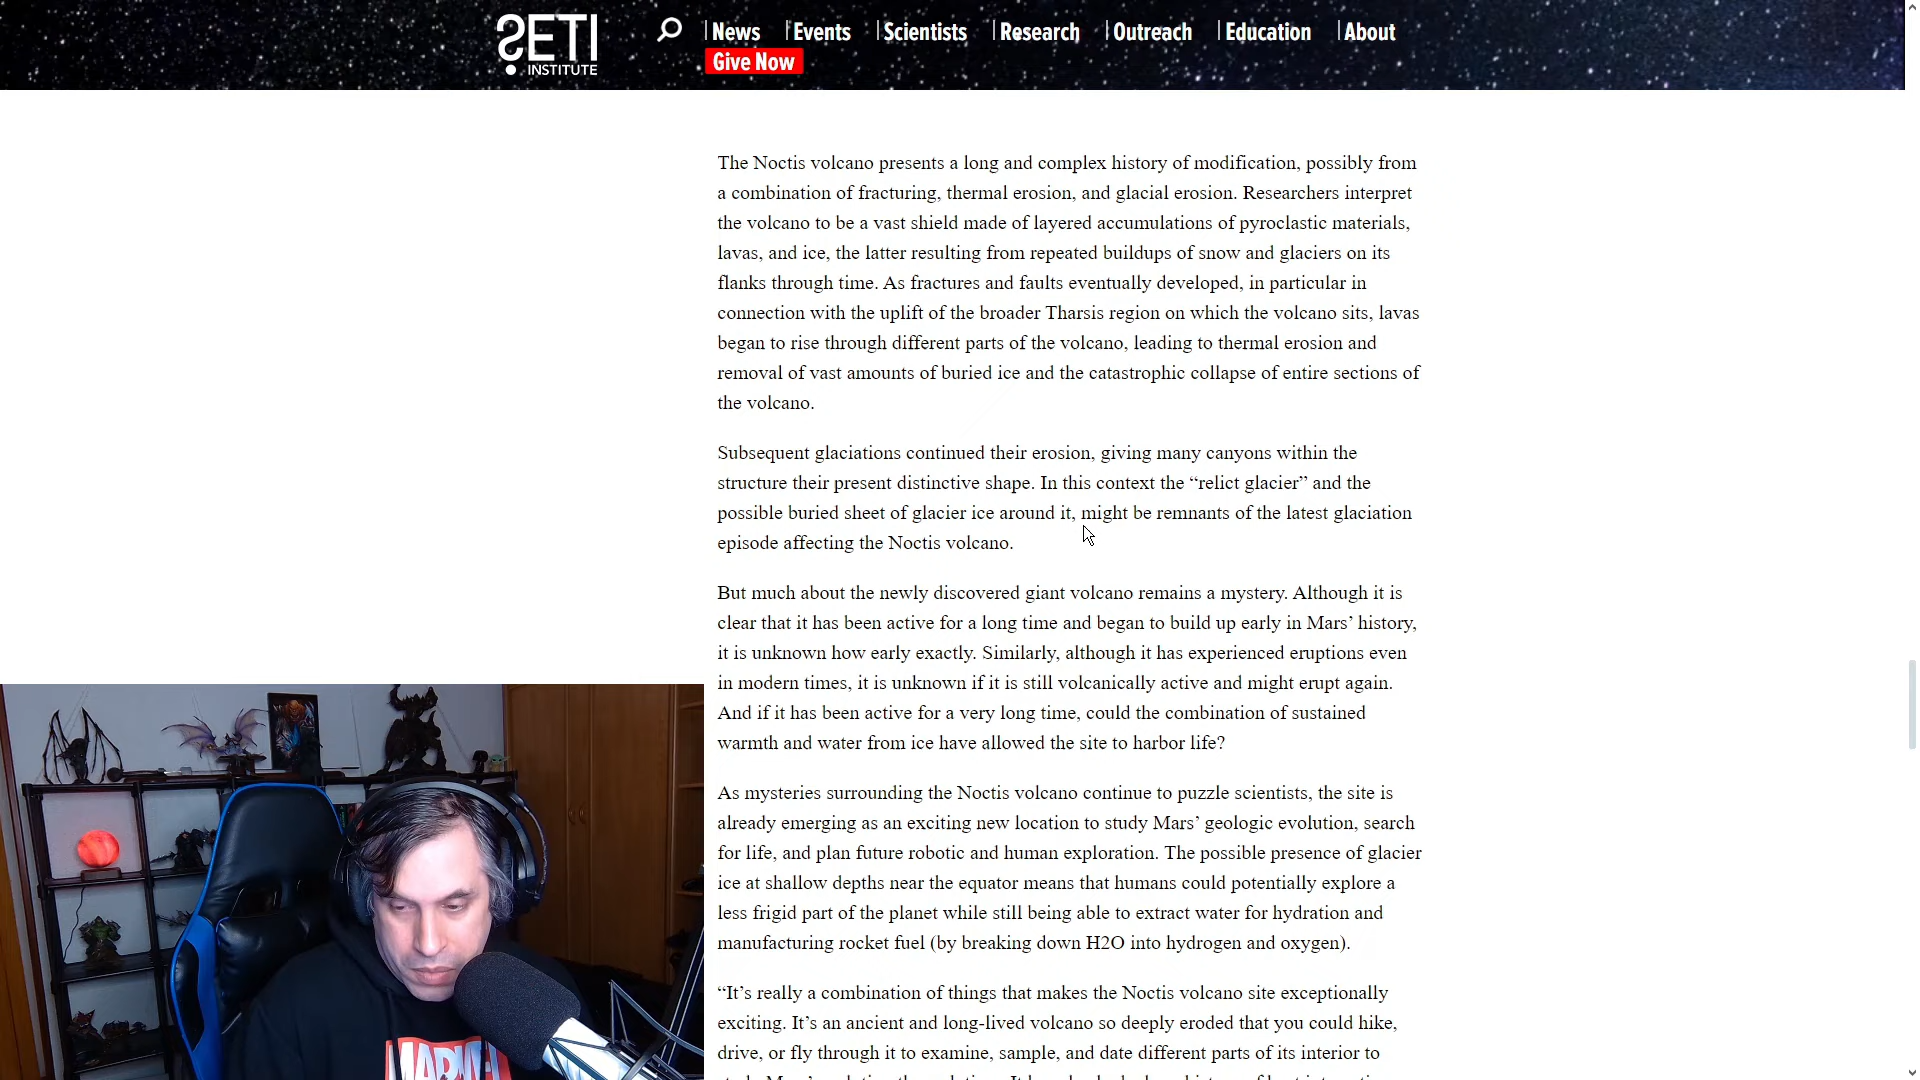 SETI
INSTITUTE
News
Events
Scientists
Research
Outreach
Education
About
Give Now
The Noctis volcano presents a long and complex history of modification, possibly from
a combination of fracturing, thermal erosion, and glacial erosion. Researchers interpret
the volcano to be a vast shield made of layered accumulations of pyroclastic materials,
lavas, and ice, the latter resulting from repeated buildups of snow and glaciers on its
flanks through time. As fractures and faults eventually developed, in particular in
connection with the uplift of the broader Tharsis region on which the volcano sits, lavas
began to rise through different parts of the volcano, leading to thermal erosion and
removal of vast amounts of buried ice and the catastrophic collapse of entire sections of
the volcano.
Subsequent glaciations continued their erosion, giving many canyons within the
structure their present distinctive shape. In this context the “relict glacier” and the
possible buried sheet of glacier ice around it, might be remnants of the latest glaciation
episode affecting the Noctis volcano.
But much about the newly discovered giant volcano remains a mystery. Although it is
clear that it has been active for a long time and began to build up early in Mars’ history,
it is unknown how early exactly. Similarly, although it has experienced eruptions even
in modern times, it is unknown if it is still volcanically active and might erupt again.
And if it has been active for a very long time, could the combination of sustained
warmth and water from ice have allowed the site to harbor life?
As mysteries surrounding the Noctis volcano continue to puzzle scientists, the site is
already emerging as an exciting new location to study Mars’ geologic evolution, search
for life, and plan future robotic and human exploration. The possible presence of glacier
ice at shallow depths near the equator means that humans could potentially explore a
less frigid part of the planet while still being able to extract water for hydration and
manufacturing rocket fuel (by breaking down H2O into hydrogen and oxygen).
“It’s really a combination of things that makes the Noctis volcano site exceptionally
exciting. It’s an ancient and long-lived volcano so deeply eroded that you could hike,
drive, or fly through it to examine, sample, and date different parts of its interior to
MARVEL